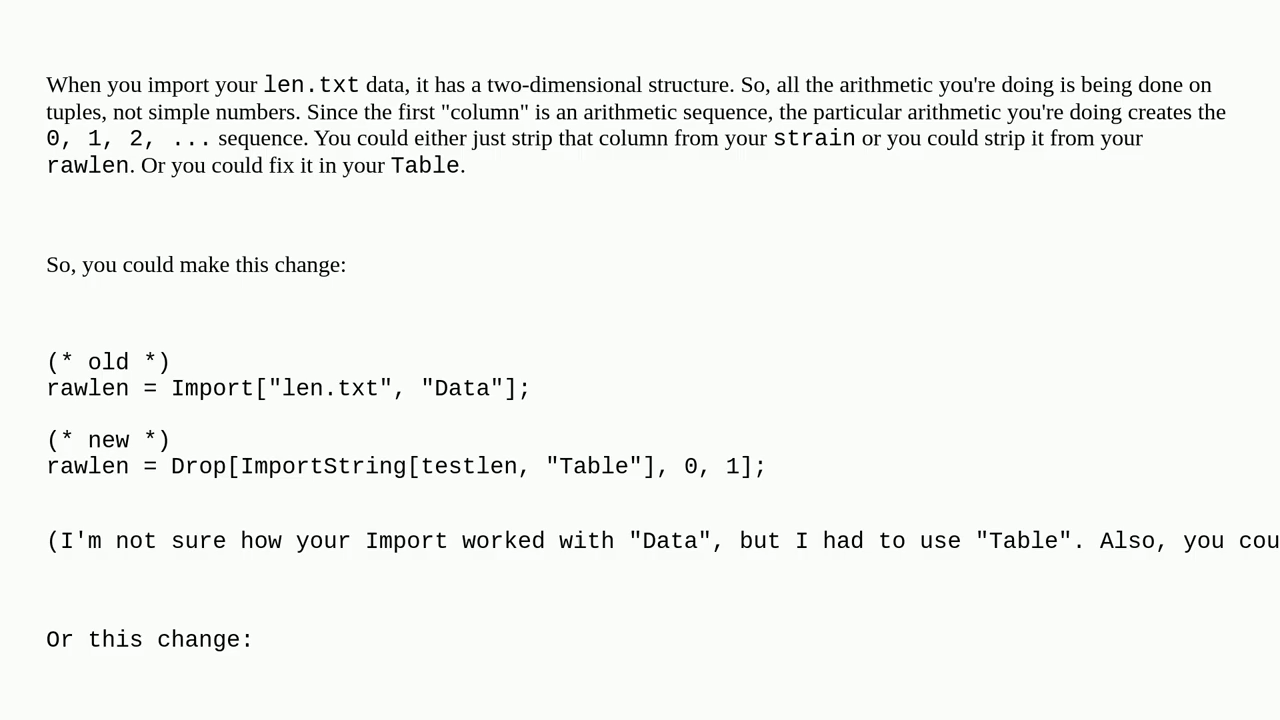 When you import your len.txt data, it has a two-dimensional structure. So, all the arithmetic you're doing is being done on
tuples, not simple numbers. Since the first "column" is an arithmetic sequence, the particular arithmetic you're doing creates the
0, 1, 2, ... sequence. You could either just strip that column from your strain or you could strip it from your
rawlen. Or you could fix it in your Table.
So, you could make this change:
(* old *)
rawlen = Import["len.txt", "Data"];
(* new *)
rawlen = Drop[ImportString[testlen, "Table"], 0, 1];
(I'm not sure how your Import worked with "Data", but I had to use "Table". Also, you
Or this change: